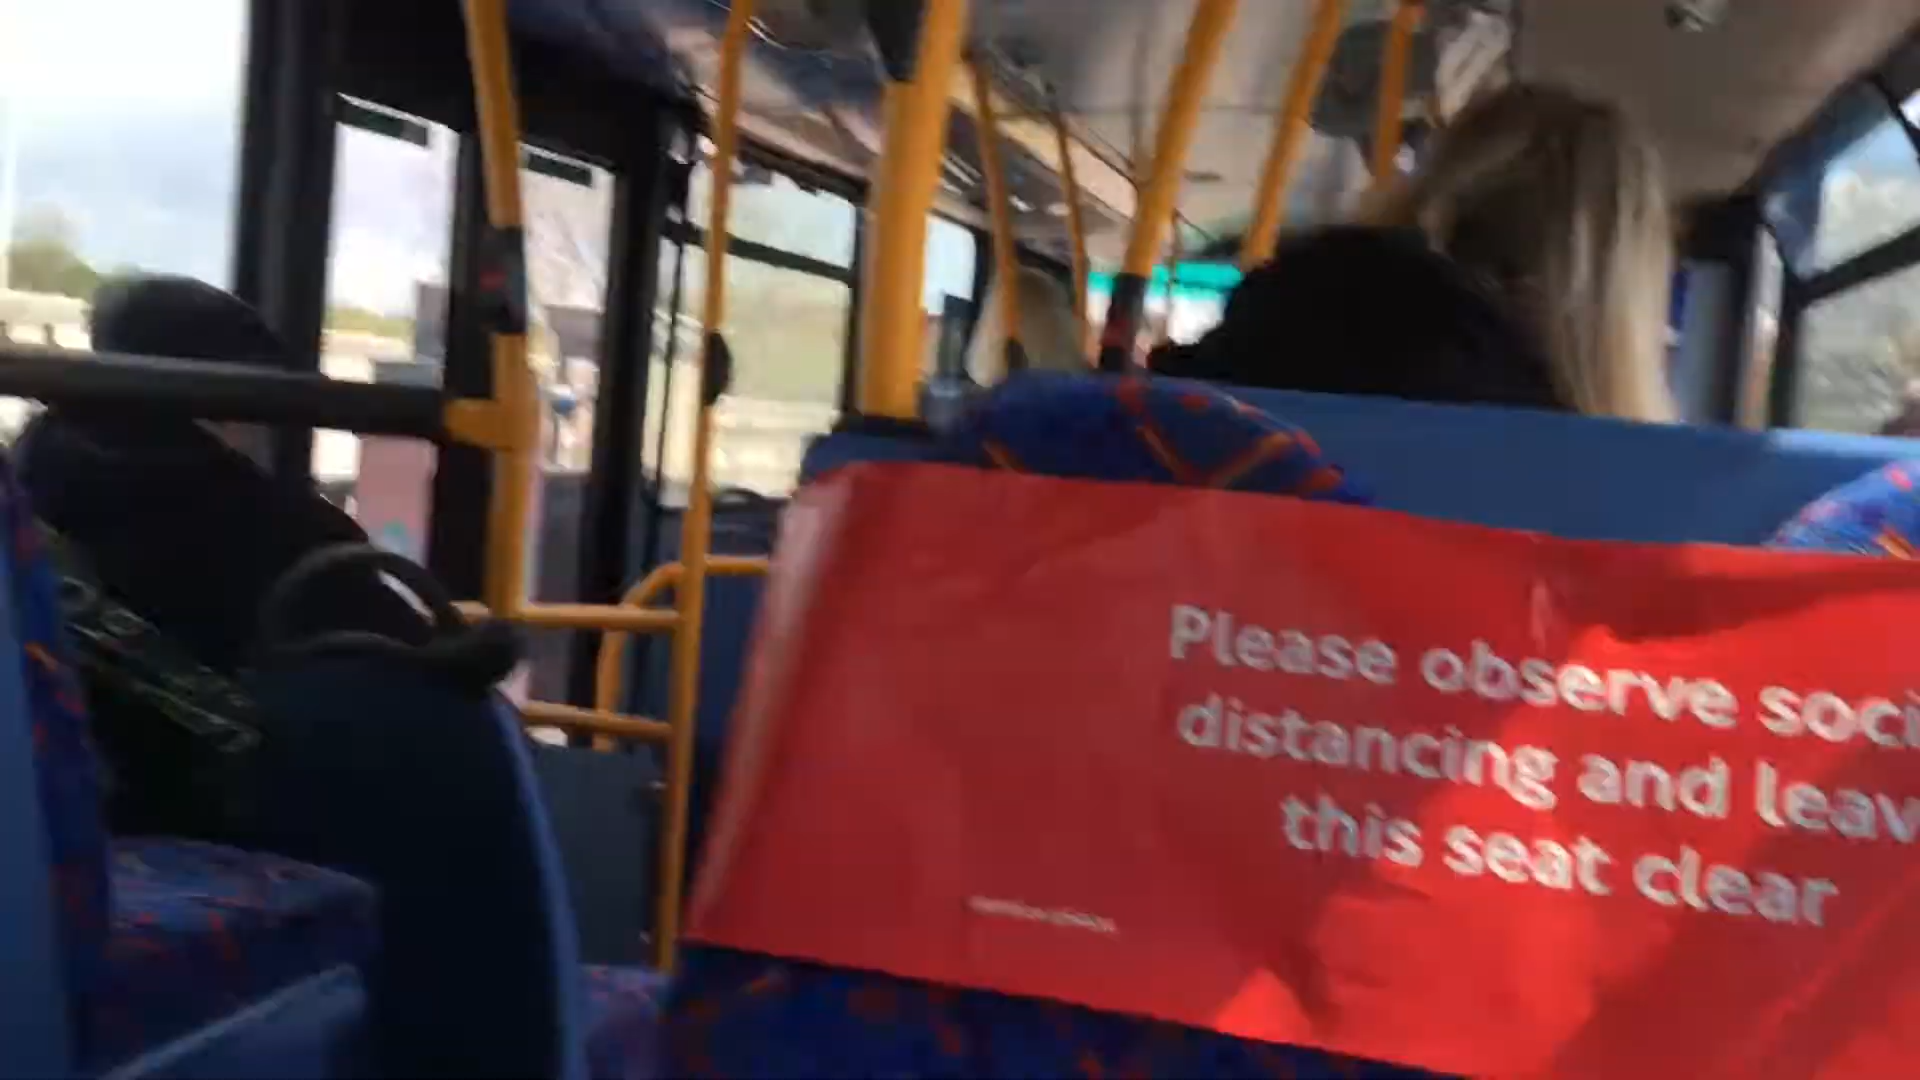 Please observe soci
distancing and leav
this seat clear